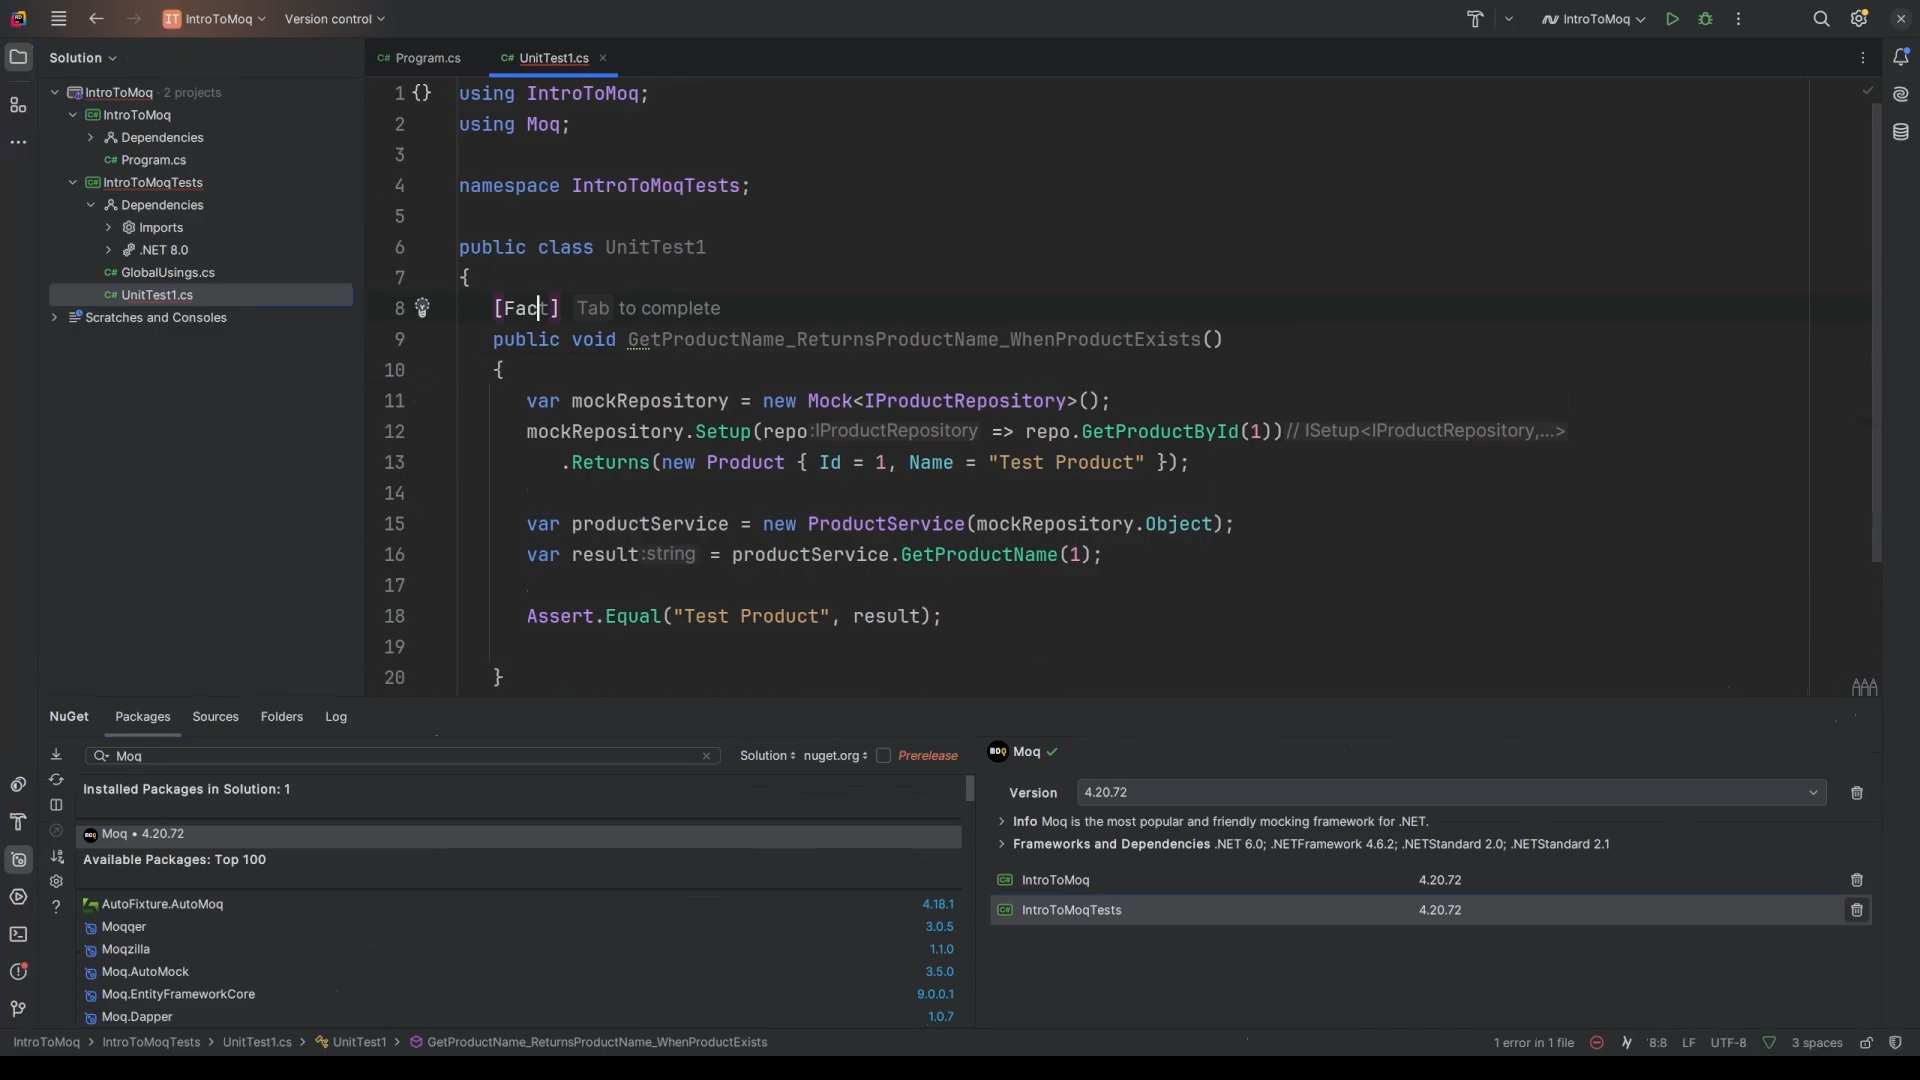 IT IntroToMoq Version control IntroToMoq
Solution
IntroToMoq · 2 projects
IntroToMoq
Dependencies
C# Program.cs
IntroToMoqTests
Dependencies
Imports
.NET 8.0
C# GlobalUsings.cs
C# UnitTest1.cs
Scratches and Consoles
C# Program.cs C# UnitTest1.cs
1 {} using IntroToMoq;
2 using Moq;
3
4 namespace IntroToMoqTests;
5
6 public class UnitTest1
7 {
8 [Fact] Tab to complete
9 public void GetProductName_ReturnsProductName_WhenProductExists()
10 {
11 var mockRepository = new Mock<IProductRepository>();
12 mockRepository.Setup(repo:IProductRepository => repo.GetProductById(1))// ISetup<IProductRepository,...>
13 .Returns(new Product { Id = 1, Name = "Test Product" });
14
15 var productService = new ProductService(mockRepository.Object);
16 var result:string = productService.GetProductName(1);
17
18 Assert.Equal("Test Product", result);
19
20 }
NuGet Packages Sources Folders Log
Moq
Solution nuget.org Prerelease
Installed Packages in Solution: 1
Moq • 4.20.72
Available Packages: Top 100
AutoFixture.AutoMoq 4.18.1
Moqqer 3.0.5
Moqzilla 1.1.0
Moq.AutoMock 3.5.0
Moq.EntityFrameworkCore 9.0.0.1
Moq.Dapper 1.0.7
MOQ Moq
Version 4.20.72
Info Moq is the most popular and friendly mocking framework for .NET.
Frameworks and Dependencies .NET 6.0; .NETFramework 4.6.2; .NETStandard 2.0; .NETStandard 2.1
C# IntroToMoq 4.20.72
C# IntroToMoqTests 4.20.72
IntroToMoq > IntroToMoqTests > UnitTest1.cs > UnitTest1 > GetProductName_ReturnsProductName_WhenProductExists
1 error in 1 file 8:8 LF UTF-8 3 spaces